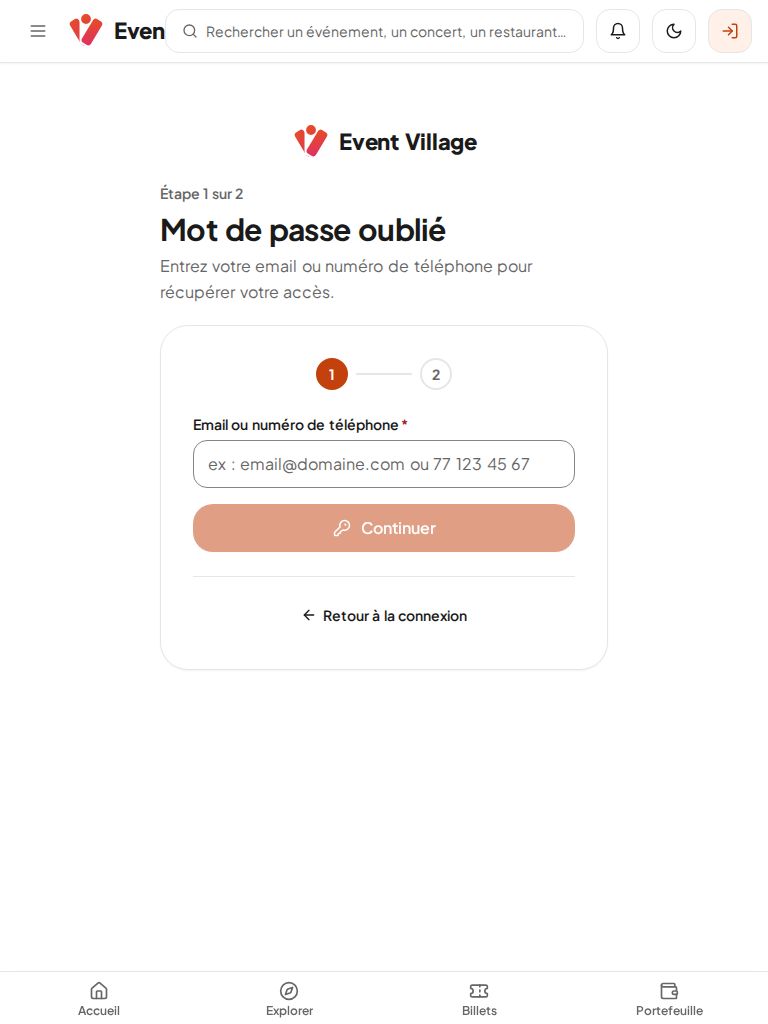 Even
Rechercher un événement, un concert, un restaurant...
Event Village
Étape 1 sur 2
Mot de passe oublié
Entrez votre email ou numéro de téléphone pour
récupérer votre accès.
1
2
Email ou numéro de téléphone *
ex : email@domaine.com ou 77 123 45 67
Continuer
Retour à la connexion
Accueil
Explorer
Billets
Portefeuille